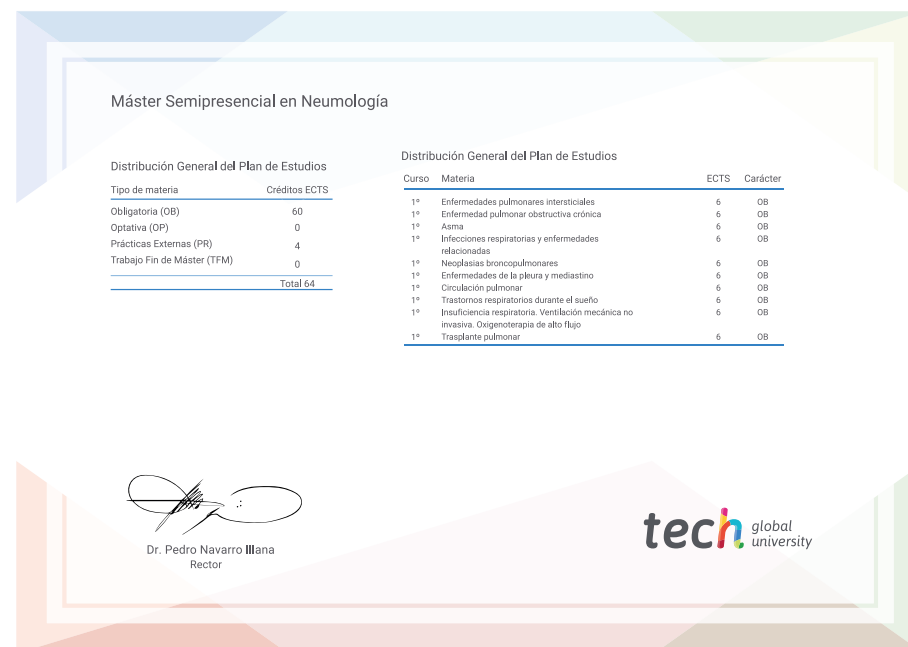 Máster Semipresencial en Neumología
Distribución General del Plan de Estudios
Tipo de materia Créditos ECTS
Obligatoria (OB) 60
Optativa (OP) 0
Prácticas Externas (PR) 4
Trabajo Fin de Máster (TFM) 0
Total 64
Distribución General del Plan de Estudios
Curso Materia ECTS Carácter
1º Enfermedades pulmonares intersticiales 6 OB
1º Enfermedad pulmonar obstructiva crónica 6 OB
1º Asma 6 OB
1º Infecciones respiratorias y enfermedades 6 OB
relacionadas
1º Neoplasias broncopulmonares 6 OB
1º Enfermedades de la pleura y mediastino 6 OB
1º Circulación pulmonar 6 OB
1º Trastornos respiratorios durante el sueño 6 OB
1º Insuficiencia respiratoria. Ventilación mecánica no 6 OB
invasiva. Oxigenoterapia de alto flujo
1º Trasplante pulmonar 6 OB
Dr. Pedro Navarro Illana
Rector
tech global
university